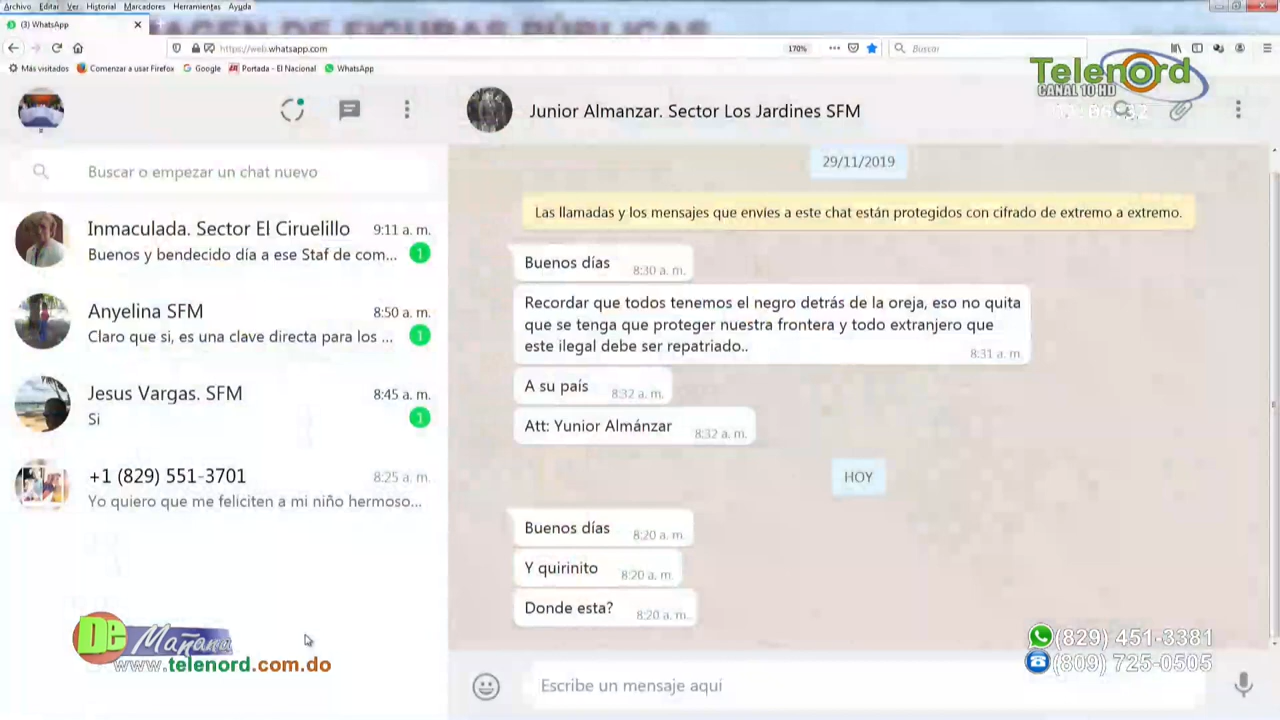 Archivo Editar Ver Historial Marcadores Herramientas Ayuda
(3) WhatsApp
IMAGEN DE FIGURAS PÚBLICAS
https://web.whatsapp.com
170%
Buscar
Más visitados Comenzar a usar Firefox Google Portada - El Nacional WhatsApp
Telenord
CANAL 10 HD
Junior Almanzar. Sector Los Jardines SFM
Buscar o empezar un chat nuevo
Inmaculada. Sector El Ciruelillo 9:11 a. m.
Buenos y bendecido día a ese Staf de com... 1
Anyelina SFM 8:50 a. m.
Claro que si, es una clave directa para los ... 1
Jesus Vargas. SFM 8:45 a. m.
Si 1
+1 (829) 551-3701 8:25 a. m.
Yo quiero que me feliciten a mi niño hermoso...
29/11/2019
Las llamadas y los mensajes que envíes a este chat están protegidos con cifrado de extremo a extremo.
Buenos días 8:30 a. m.
Recordar que todos tenemos el negro detrás de la oreja, eso no quita
que se tenga que proteger nuestra frontera y todo extranjero que
este ilegal debe ser repatriado..
8:31 a. m.
A su país 8:32 a. m.
Att: Yunior Almánzar 8:32 a. m.
HOY
Buenos días 8:20 a. m.
Y quirinito 8:20 a. m.
Donde esta? 8:20 a. m.
De Mañana
www.telenord.com.do
(829) 451-3381
(809) 725-0505
Escribe un mensaje aquí